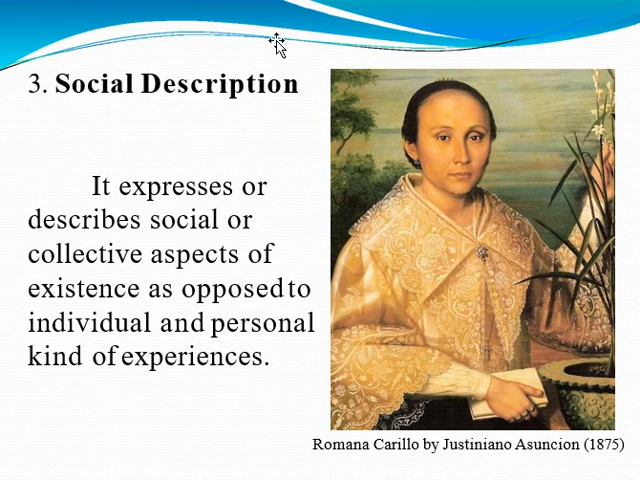 3. Social Description
It expresses or
describes social or
collective aspects of
existence as opposed to
individual and personal
kind of experiences.
Romana Carillo by Justiniano Asuncion (1875)